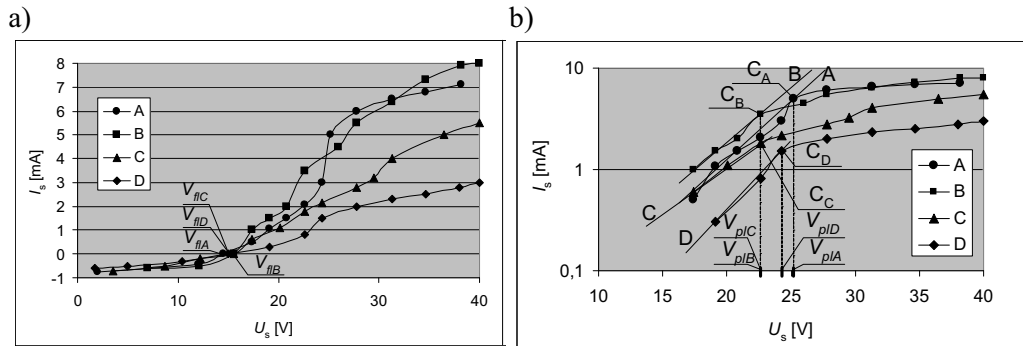 a)
I_s [mA]
8
7
6
5
4
3
2
1
0
-1
A
B
C
D
V_flC
V_flD
V_flA
V_flB
0 10 20 30 40
U_s [V]
b)
I_s [mA]
10
1
0,1
C_A B A
C_B
C_D
C_C
C
D
V_plC V_plD
V_plB V_plA
A
B
C
D
10 15 20 25 30 35 40
U_s [V]